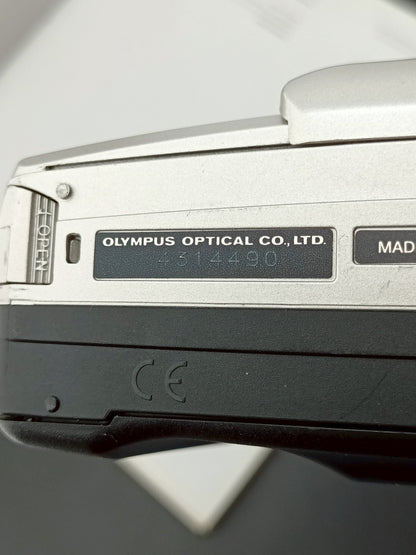 OPEN
OLYMPUS OPTICAL CO., LTD.
4314490
MAD
CE